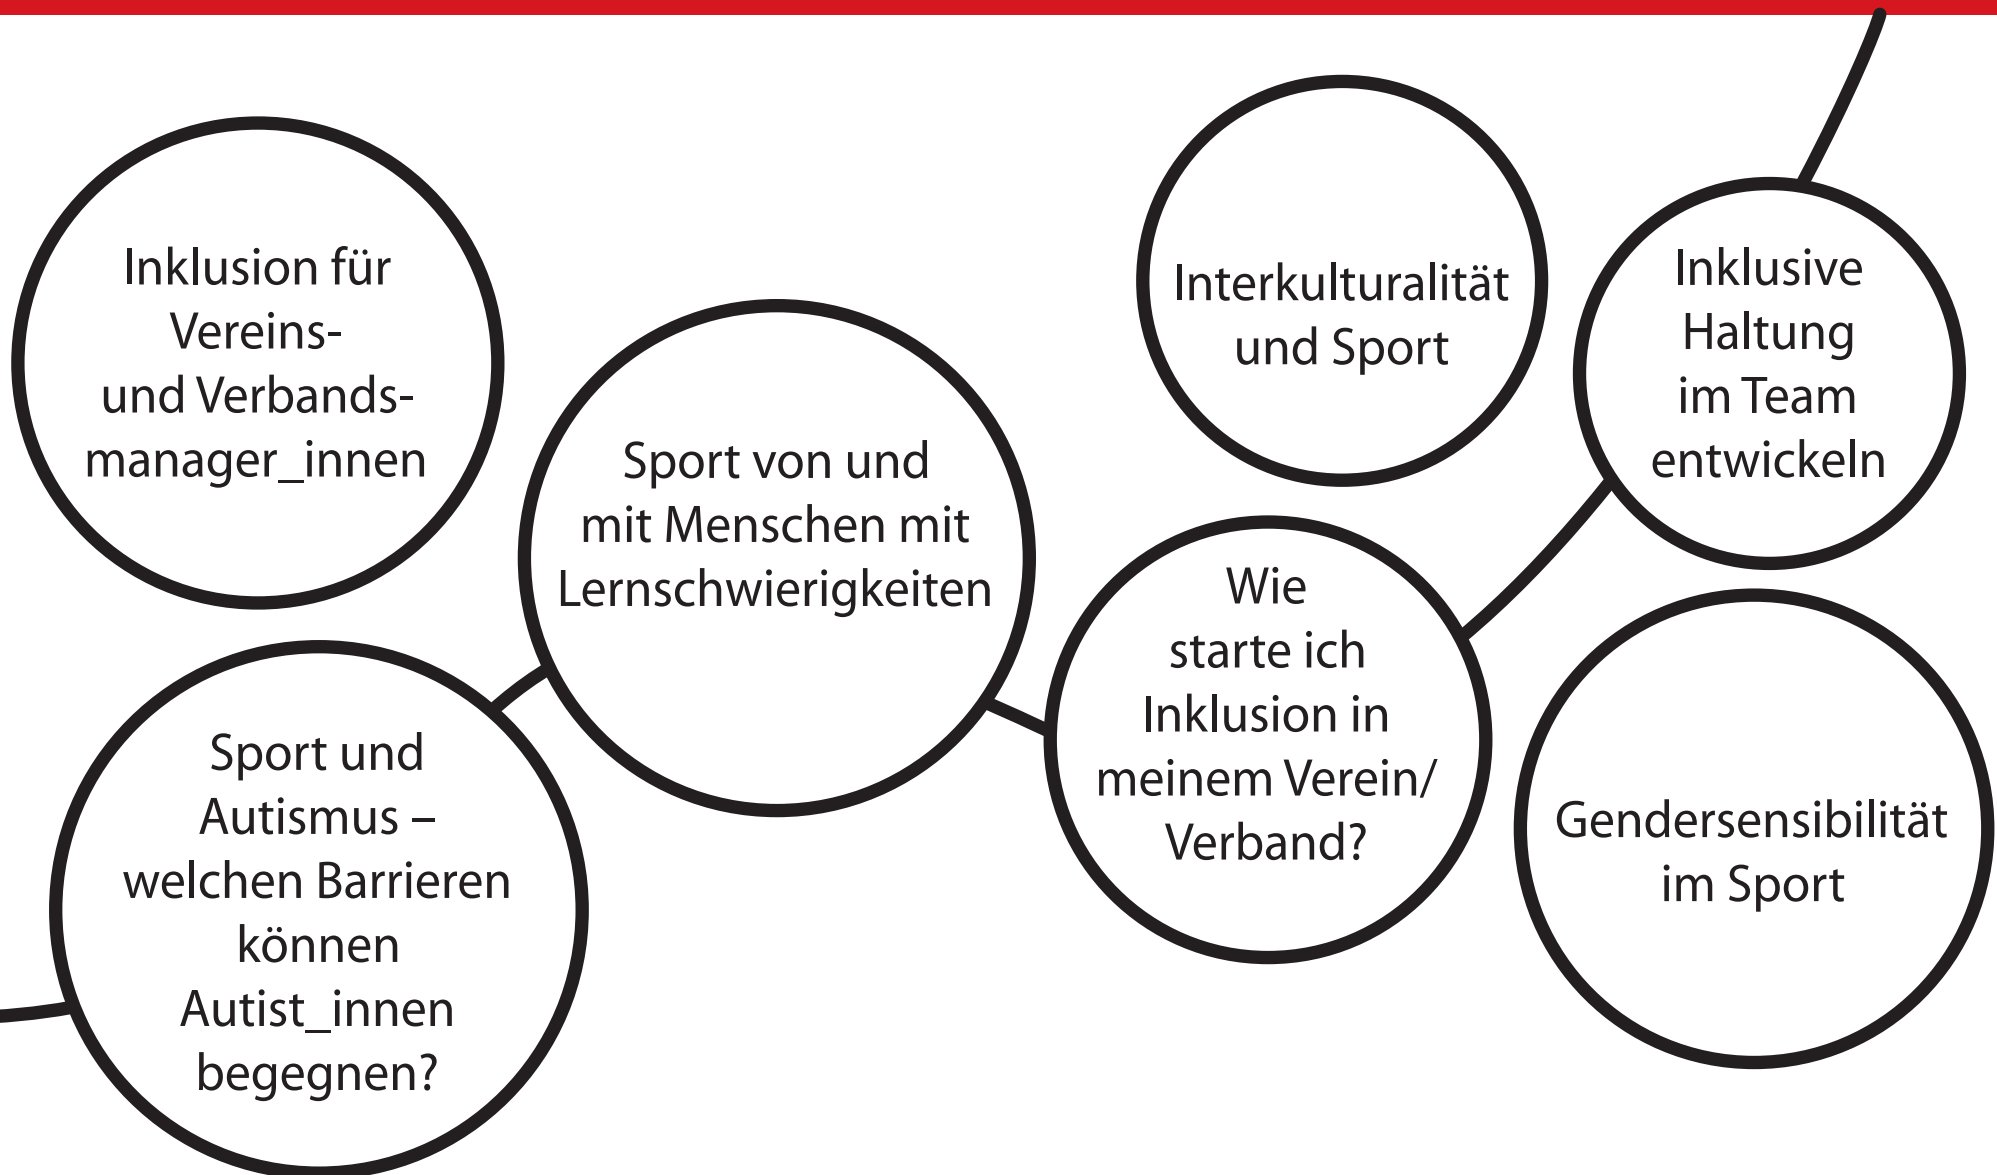 Inklusion für
Vereins-
und Verbands-
manager_innen
Sport von und
mit Menschen mit
Lernschwierigkeiten
Interkulturalität
und Sport
Inklusive
Haltung
im Team
entwickeln
Sport und
Autismus –
welchen Barrieren
können
Autist_innen
begegnen?
Wie
starte ich
Inklusion in
meinem Verein/
Verband?
Gendersensibilität
im Sport